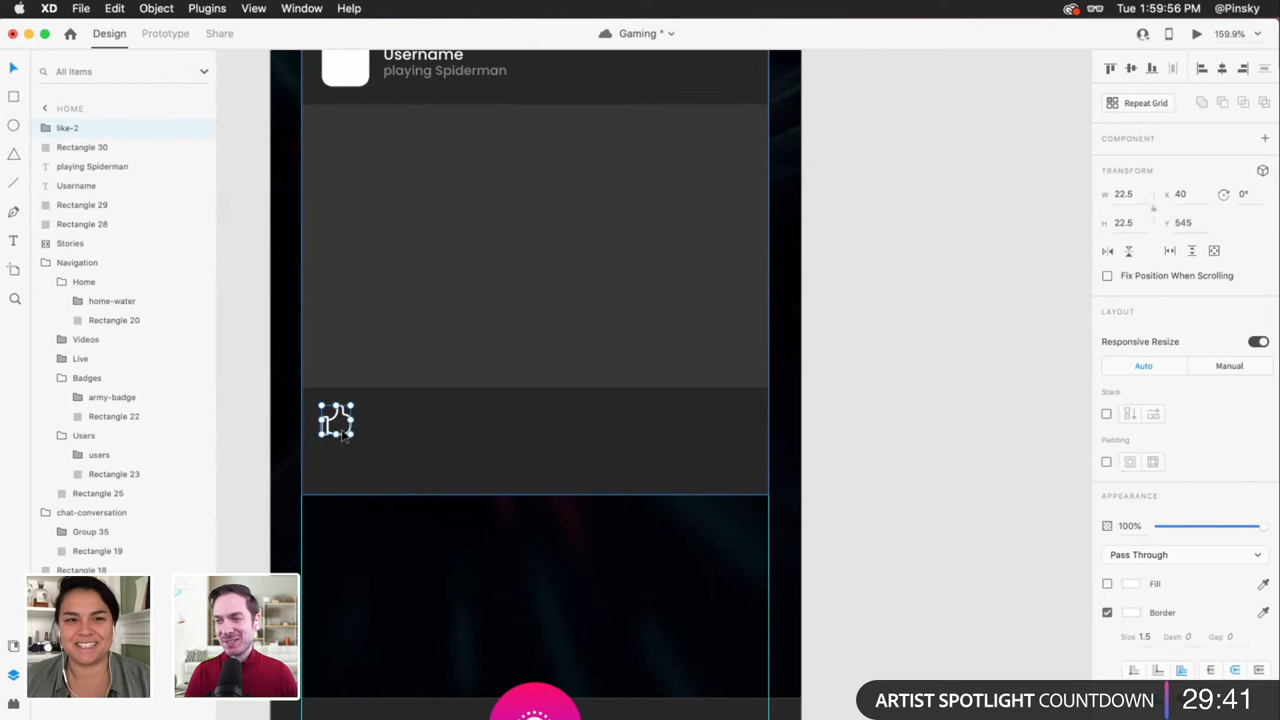 XD File Edit Object Plugins View Window Help Tue 1:59:56 PM @Pinsky
Design Prototype Share Gaming * 159.9%
All Items
HOME
like-2
Rectangle 30
playing Spiderman
Username
Rectangle 29
Rectangle 28
Stories
Navigation
Home
home-water
Rectangle 20
Videos
Live
Badges
army-badge
Rectangle 22
Users
users
Rectangle 23
Rectangle 25
chat-conversation
Group 35
Rectangle 19
Rectangle 18
Username
playing Spiderman
Repeat Grid
COMPONENT
TRANSFORM
W 22.5 X 40 0°
H 22.5 Y 545
Fix Position When Scrolling
LAYOUT
Responsive Resize
Auto Manual
Stack
Padding
APPEARANCE
100%
Pass Through
Fill
Border
Size 1.5 Dash 0 Gap 0
ARTIST SPOTLIGHT COUNTDOWN 29:41